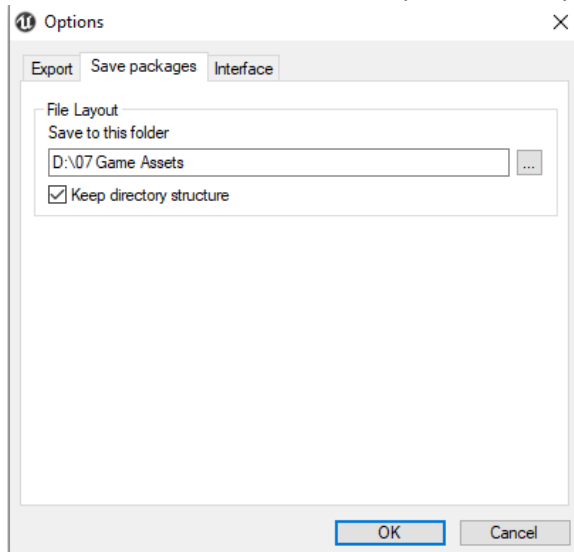 Options
Export Save packages Interface
File Layout
Save to this folder
D:\07 Game Assets
...
Keep directory structure
OK Cancel